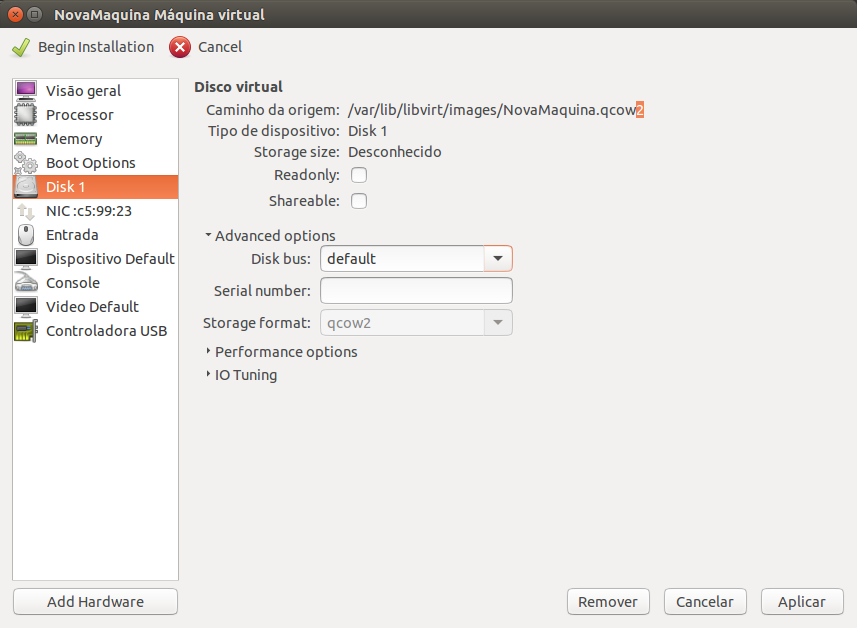 NovaMaquina Máquina virtual
Begin Installation Cancel
Visão geral
Processor
Memory
Boot Options
Disk 1
NIC :c5:99:23
Entrada
Dispositivo Default
Console
Video Default
Controladora USB
Add Hardware
Disco virtual
Caminho da origem: /var/lib/libvirt/images/NovaMaquina.qcow2
Tipo de dispositivo: Disk 1
Storage size: Desconhecido
Readonly:
Shareable:
Advanced options
Disk bus: default
Serial number:
Storage format: qcow2
Performance options
IO Tuning
Remover Cancelar Aplicar